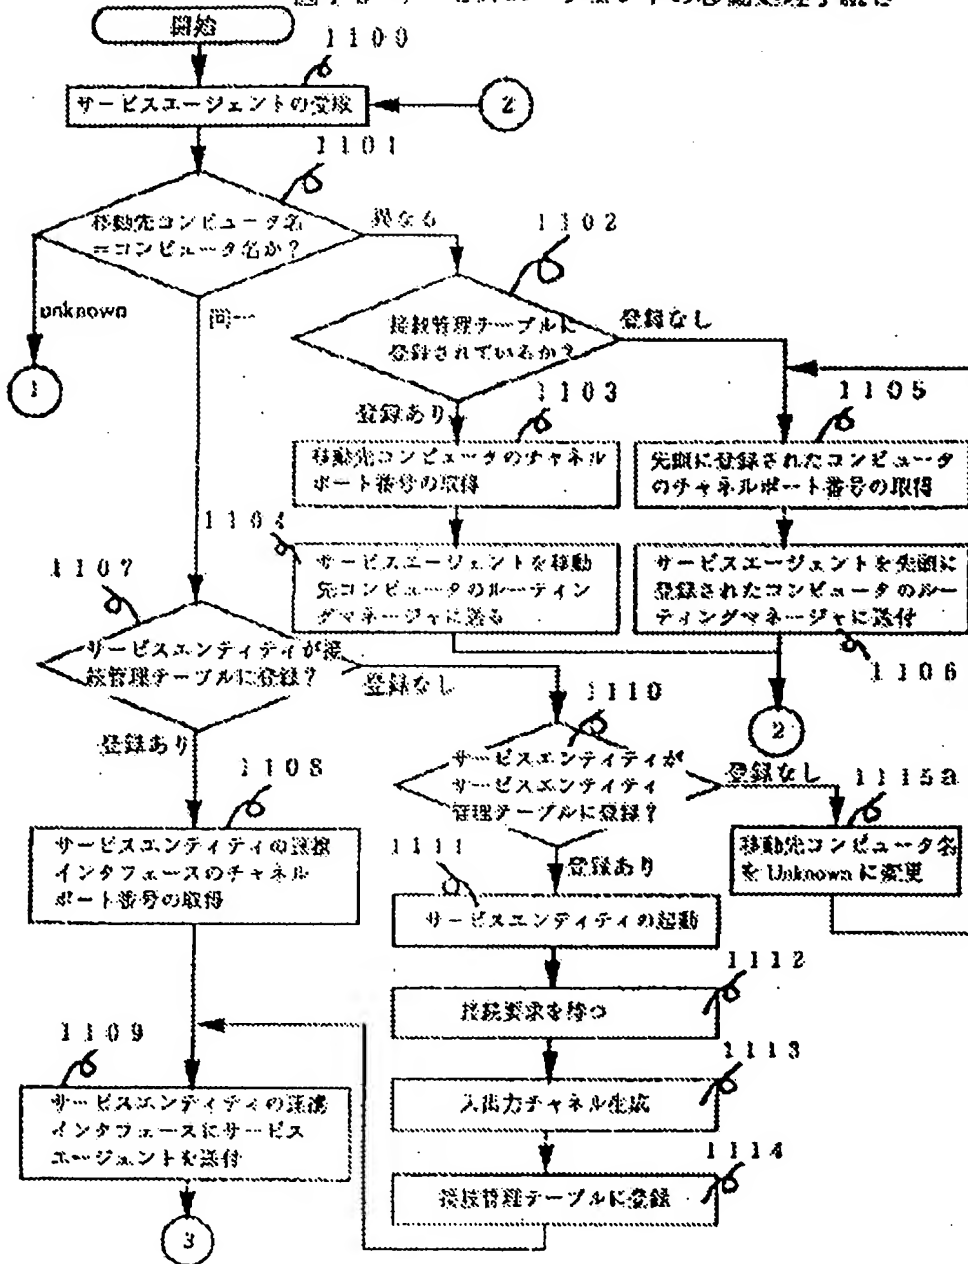 開始
1100
サービスエージェントの受取
2
1101
移動先コンピュータ名
=コンピュータ名か?
異なる
unknown
同一
1
1102
接続管理テーブルに
登録されているか?
登録なし
登録あり
1103
移動先コンピュータのチャネル
ポート番号の取得
1105
先頭に登録されたコンピュータ
のチャネルポート番号の取得
1104
サービスエージェントを移動
先コンピュータのルーティン
グマネージャに送る
サービスエージェントを先頭に
登録されたコンピュータのルー
ティングマネージャに送付
1106
2
1107
サービスエンティティが接
続管理テーブルに登録?
登録なし
登録あり
1108
サービスエンティティの連携
インタフェースのチャネル
ポート番号の取得
1110
サービスエンティティが
サービスエンティティ
管理テーブルに登録?
登録なし
1115a
移動先コンピュータ名
をUnknownに変更
登録あり
1111
サービスエンティティの起動
1112
接続要求を待つ
1113
入出力チャネル生成
1114
接続管理テーブルに登録
1109
サービスエンティティの連携
インタフェースにサービス
エージェントを送付
3